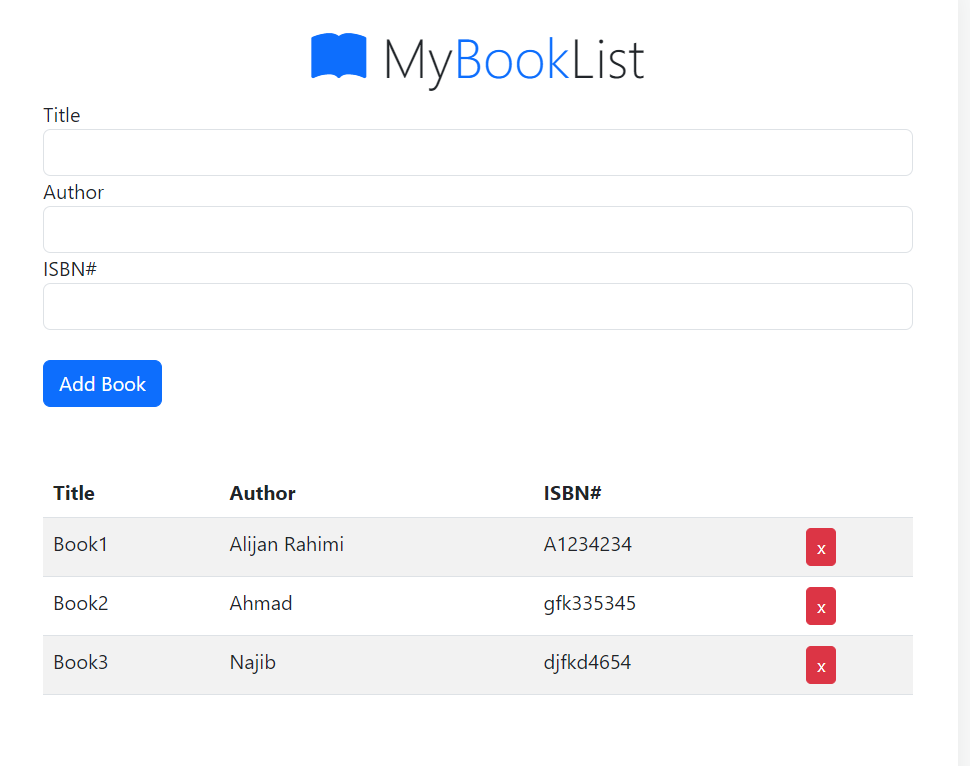 MyBookList
Title
Author
ISBN#
Add Book
Title Author ISBN#
Book1 Alijan Rahimi A1234234 x
Book2 Ahmad gfk335345 x
Book3 Najib djfkd4654 x